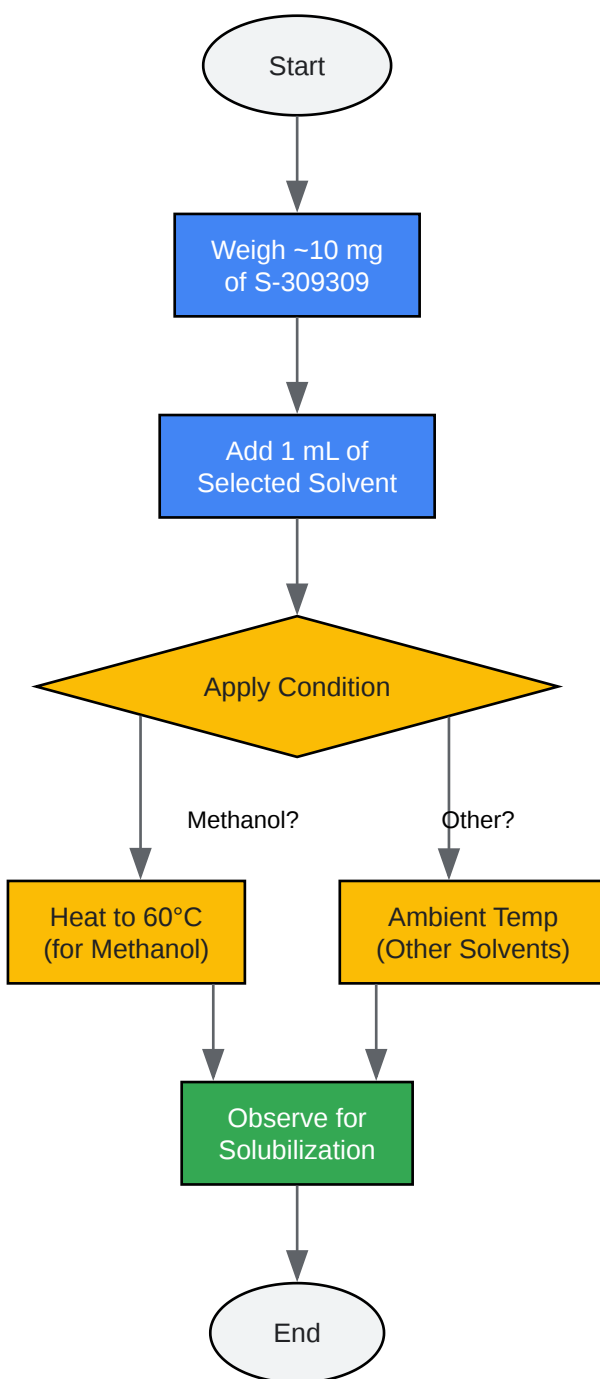 Start
Weigh ~10 mg
of S-309309
Add 1 mL of
Selected Solvent
Apply Condition
Methanol?
Other?
Heat to 60°C
(for Methanol)
Ambient Temp
(Other Solvents)
Observe for
Solubilization
End